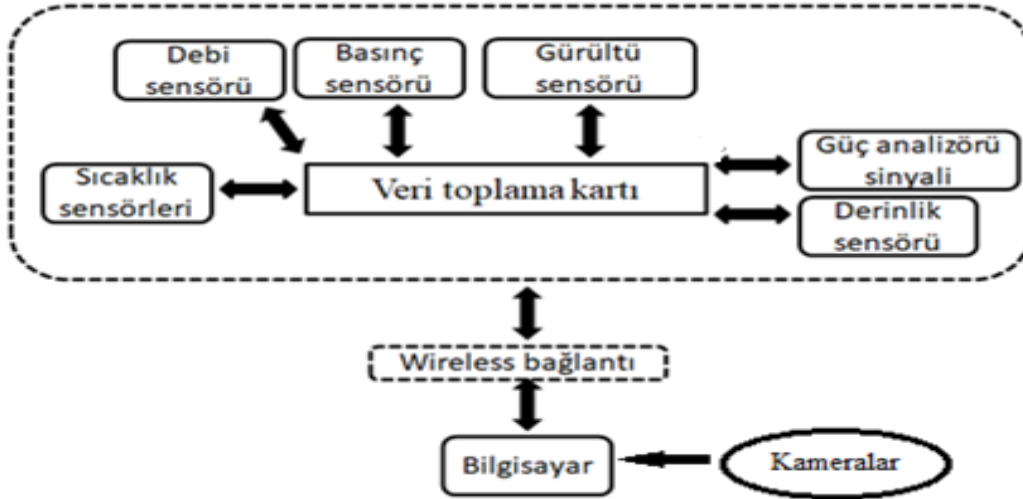 Debi
sensörü
Basınç
sensörü
Gürültü
sensörü
Güç analizörü
sinyali
Sıcaklık
sensörleri
Veri toplama kartı
Derinlik
sensörü
Wireless bağlantı
Bilgisayar
Kameralar